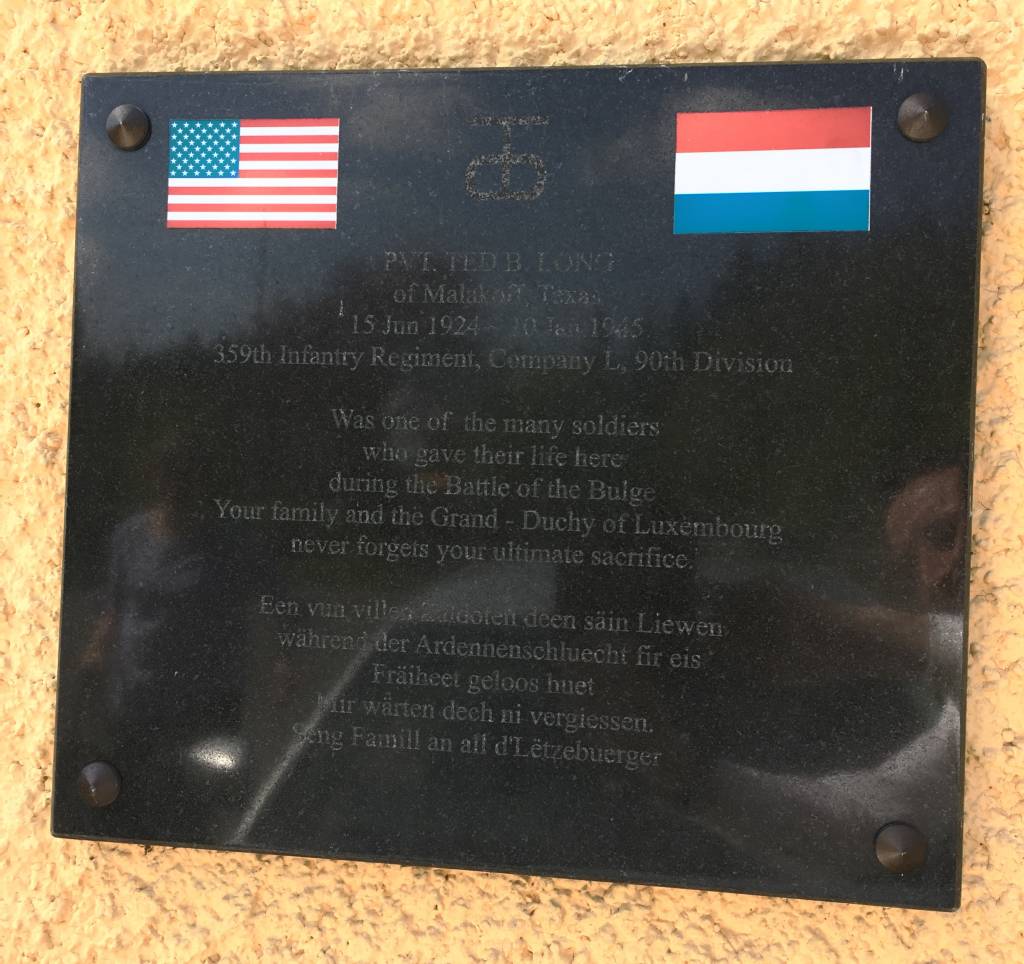 PVT. TED B. LONG
of Malakoff, Texas
15 Jun 1924 - 10 Jan 1945
359th Infantry Regiment, Company L, 90th Division
Was one of the many soldiers
who gave their life here
during the Battle of the Bulge
Your family and the Grand - Duchy of Luxembourg
never forgets your ultimate sacrifice.
Een vun villen Zaldoten deen säin Liewen
während der Ardennenschluecht fir eis
Fräiheet geloos huet
Mir wärten dech ni vergiessen.
Seng Famill an all d'Lëtzebuerger